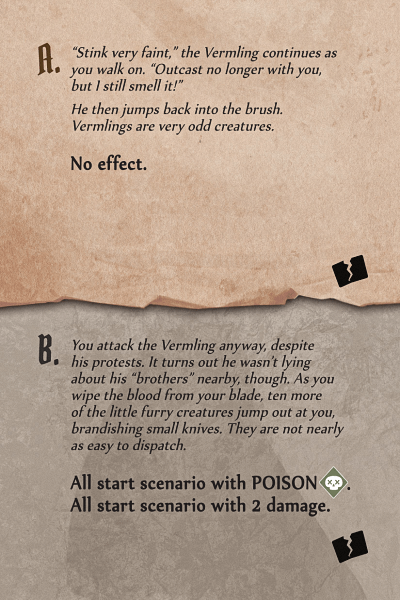 A.
“Stink very faint,” the Vermling continues as
you walk on. “Outcast no longer with you,
but I still smell it!”
He then jumps back into the brush.
Vermlings are very odd creatures.
No effect.
B.
You attack the Vermling anyway, despite
his protests. It turns out he wasn’t lying
about his “brothers” nearby, though. As you
wipe the blood from your blade, ten more
of the little furry creatures jump out at you,
brandishing small knives. They are not nearly
as easy to dispatch.
All start scenario with POISON .
All start scenario with 2 damage.